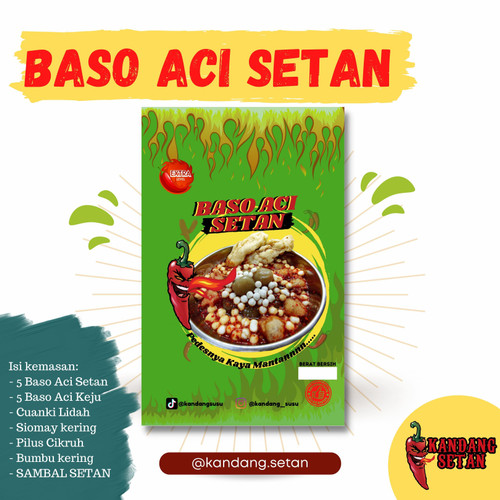 BASO ACI SETAN
EXTRA
BASO ACI
SETAN
Pedesnya Kaya Mantannnn.....
BERAT BERSIH
@kandangsusu
@kandang_susu
Isi kemasan:
- 5 Baso Aci Setan
- 5 Baso Aci Keju
- Cuanki Lidah
- Siomay kering
- Pilus Cikruh
- Bumbu kering
- SAMBAL SETAN
@kandang.setan
KANDANG
SETAN